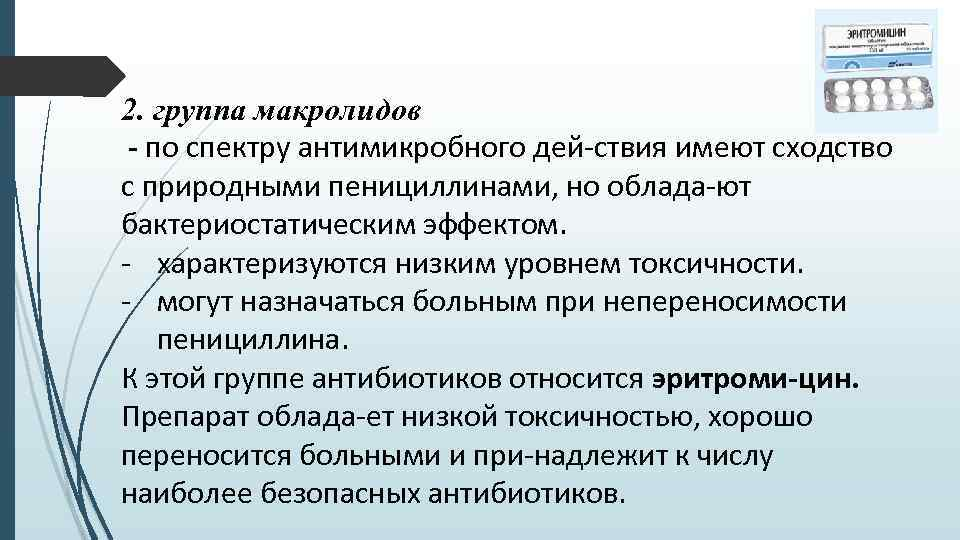 ЭРИТРОМИЦИН
2. группа макролидов
- по спектру антимикробного дей-ствия имеют сходство
с природными пенициллинами, но облада-ют
бактериостатическим эффектом.
- характеризуются низким уровнем токсичности.
- могут назначаться больным при непереносимости
пенициллина.
К этой группе антибиотиков относится эритроми-цин.
Препарат облада-ет низкой токсичностью, хорошо
переносится больными и при-надлежит к числу
наиболее безопасных антибиотиков.